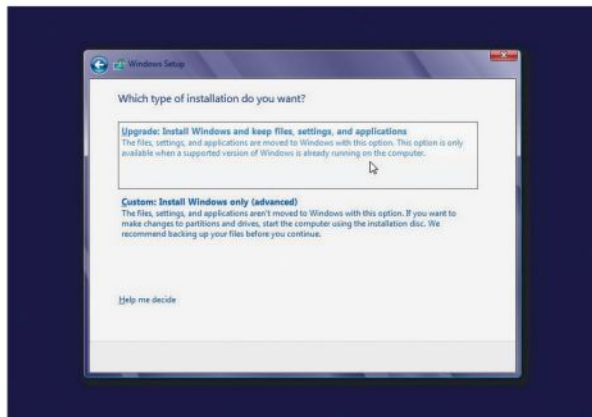 Windows Setup
Which type of installation do you want?
Upgrade: Install Windows and keep files, settings, and applications
The files, settings, and applications are moved to Windows with this option. This option is only
available when a supported version of Windows is already running on the computer.
Custom: Install Windows only (advanced)
The files, settings, and applications aren't moved to Windows with this option. If you want to
make changes to partitions and drives, start the computer using the installation disc. We
recommend backing up your files before you continue.
Help me decide